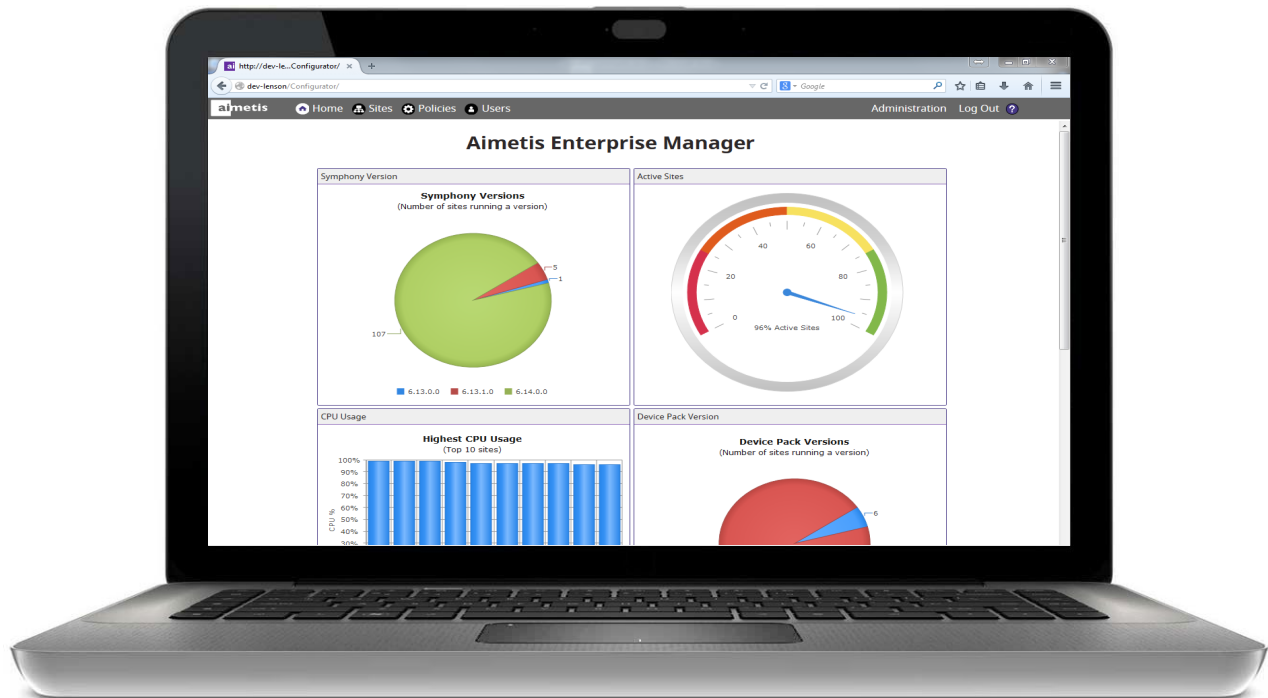 ai http://dev-le...Configurator/ × +
dev-lenson/Configurator/
8 Google
aimetis Home Sites Policies Users Administration Log Out ?
Aimetis Enterprise Manager
Symphony Version
Symphony Versions
(Number of sites running a version)
5
1
107
6.13.0.0 6.13.1.0 6.14.0.0
Active Sites
40 60
20 80
0 100
96% Active Sites
CPU Usage
Highest CPU Usage
(Top 10 sites)
100%
90%
80%
70%
60%
50%
40%
30%
CPU %
Device Pack Version
Device Pack Versions
(Number of sites running a version)
6